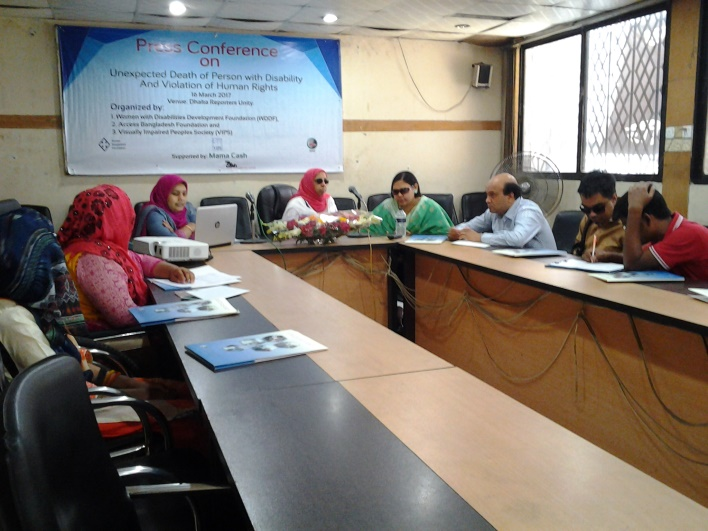 Press Conference
on
Unexpected Death of Person with Disability
And Violation of Human Rights
18 March 2017
Venue: Dhaka Reporters Unity.
Organized by:
1. Women with Disabilities Development Foundation (WDDF),
2. Access Bangladesh Foundation and
3. Visually Impaired Peoples Society (VIPS)
Supported by: Mama Cash